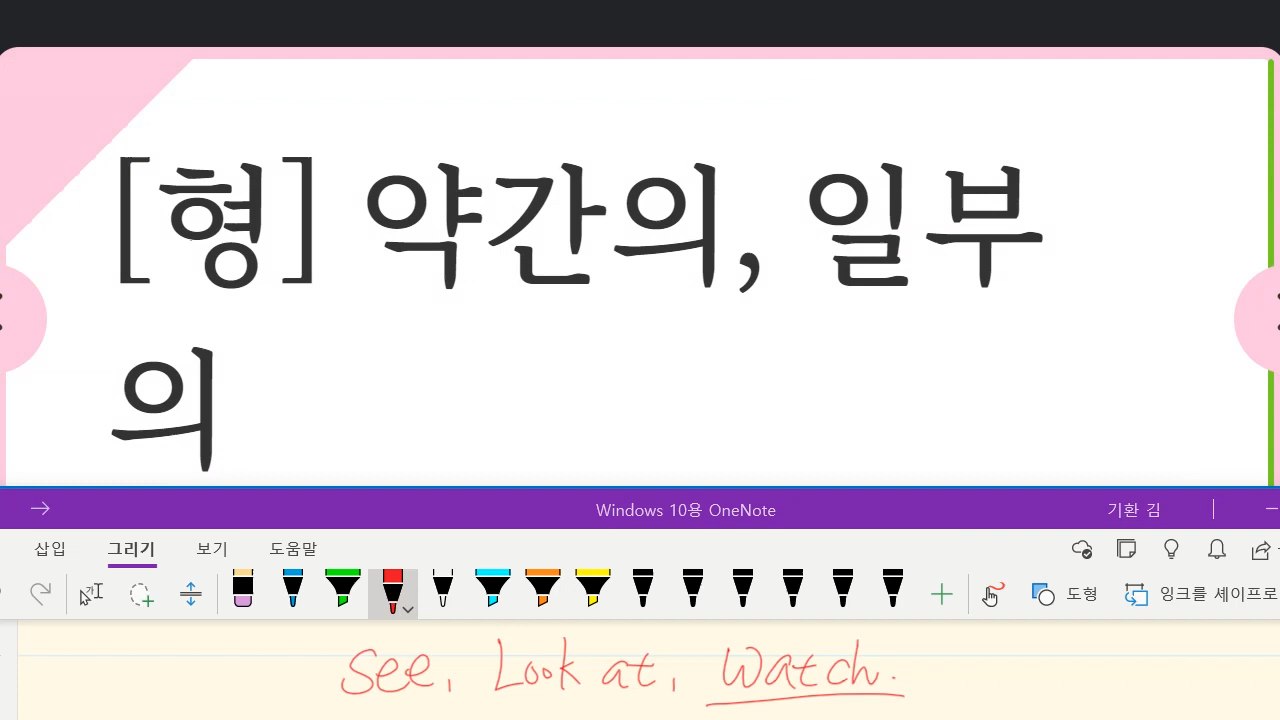 [형] 약간의, 일부
의
Windows 10용 OneNote
기환 김
삽입 그리기 보기 도움말
가
도형
잉크를 셰이프로
See, Look at, Watch.